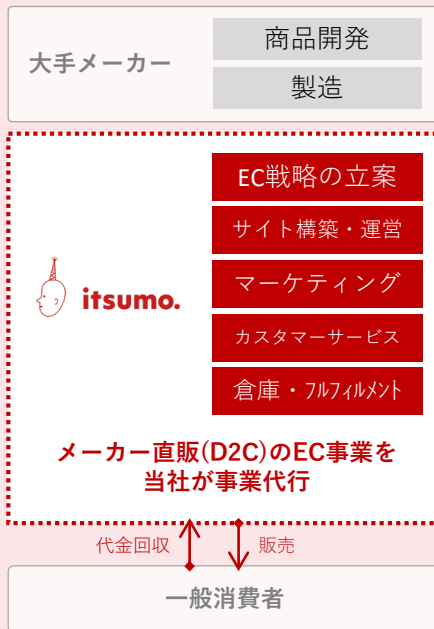 大手メーカー
商品開発
製造
itsumo.
EC戦略の立案
サイト構築・運営
マーケティング
カスタマーサービス
倉庫・ﾌﾙﾌｨﾙﾒﾝﾄ
メーカー直販(D2C)のEC事業を
当社が事業代行
代金回収
販売
一般消費者